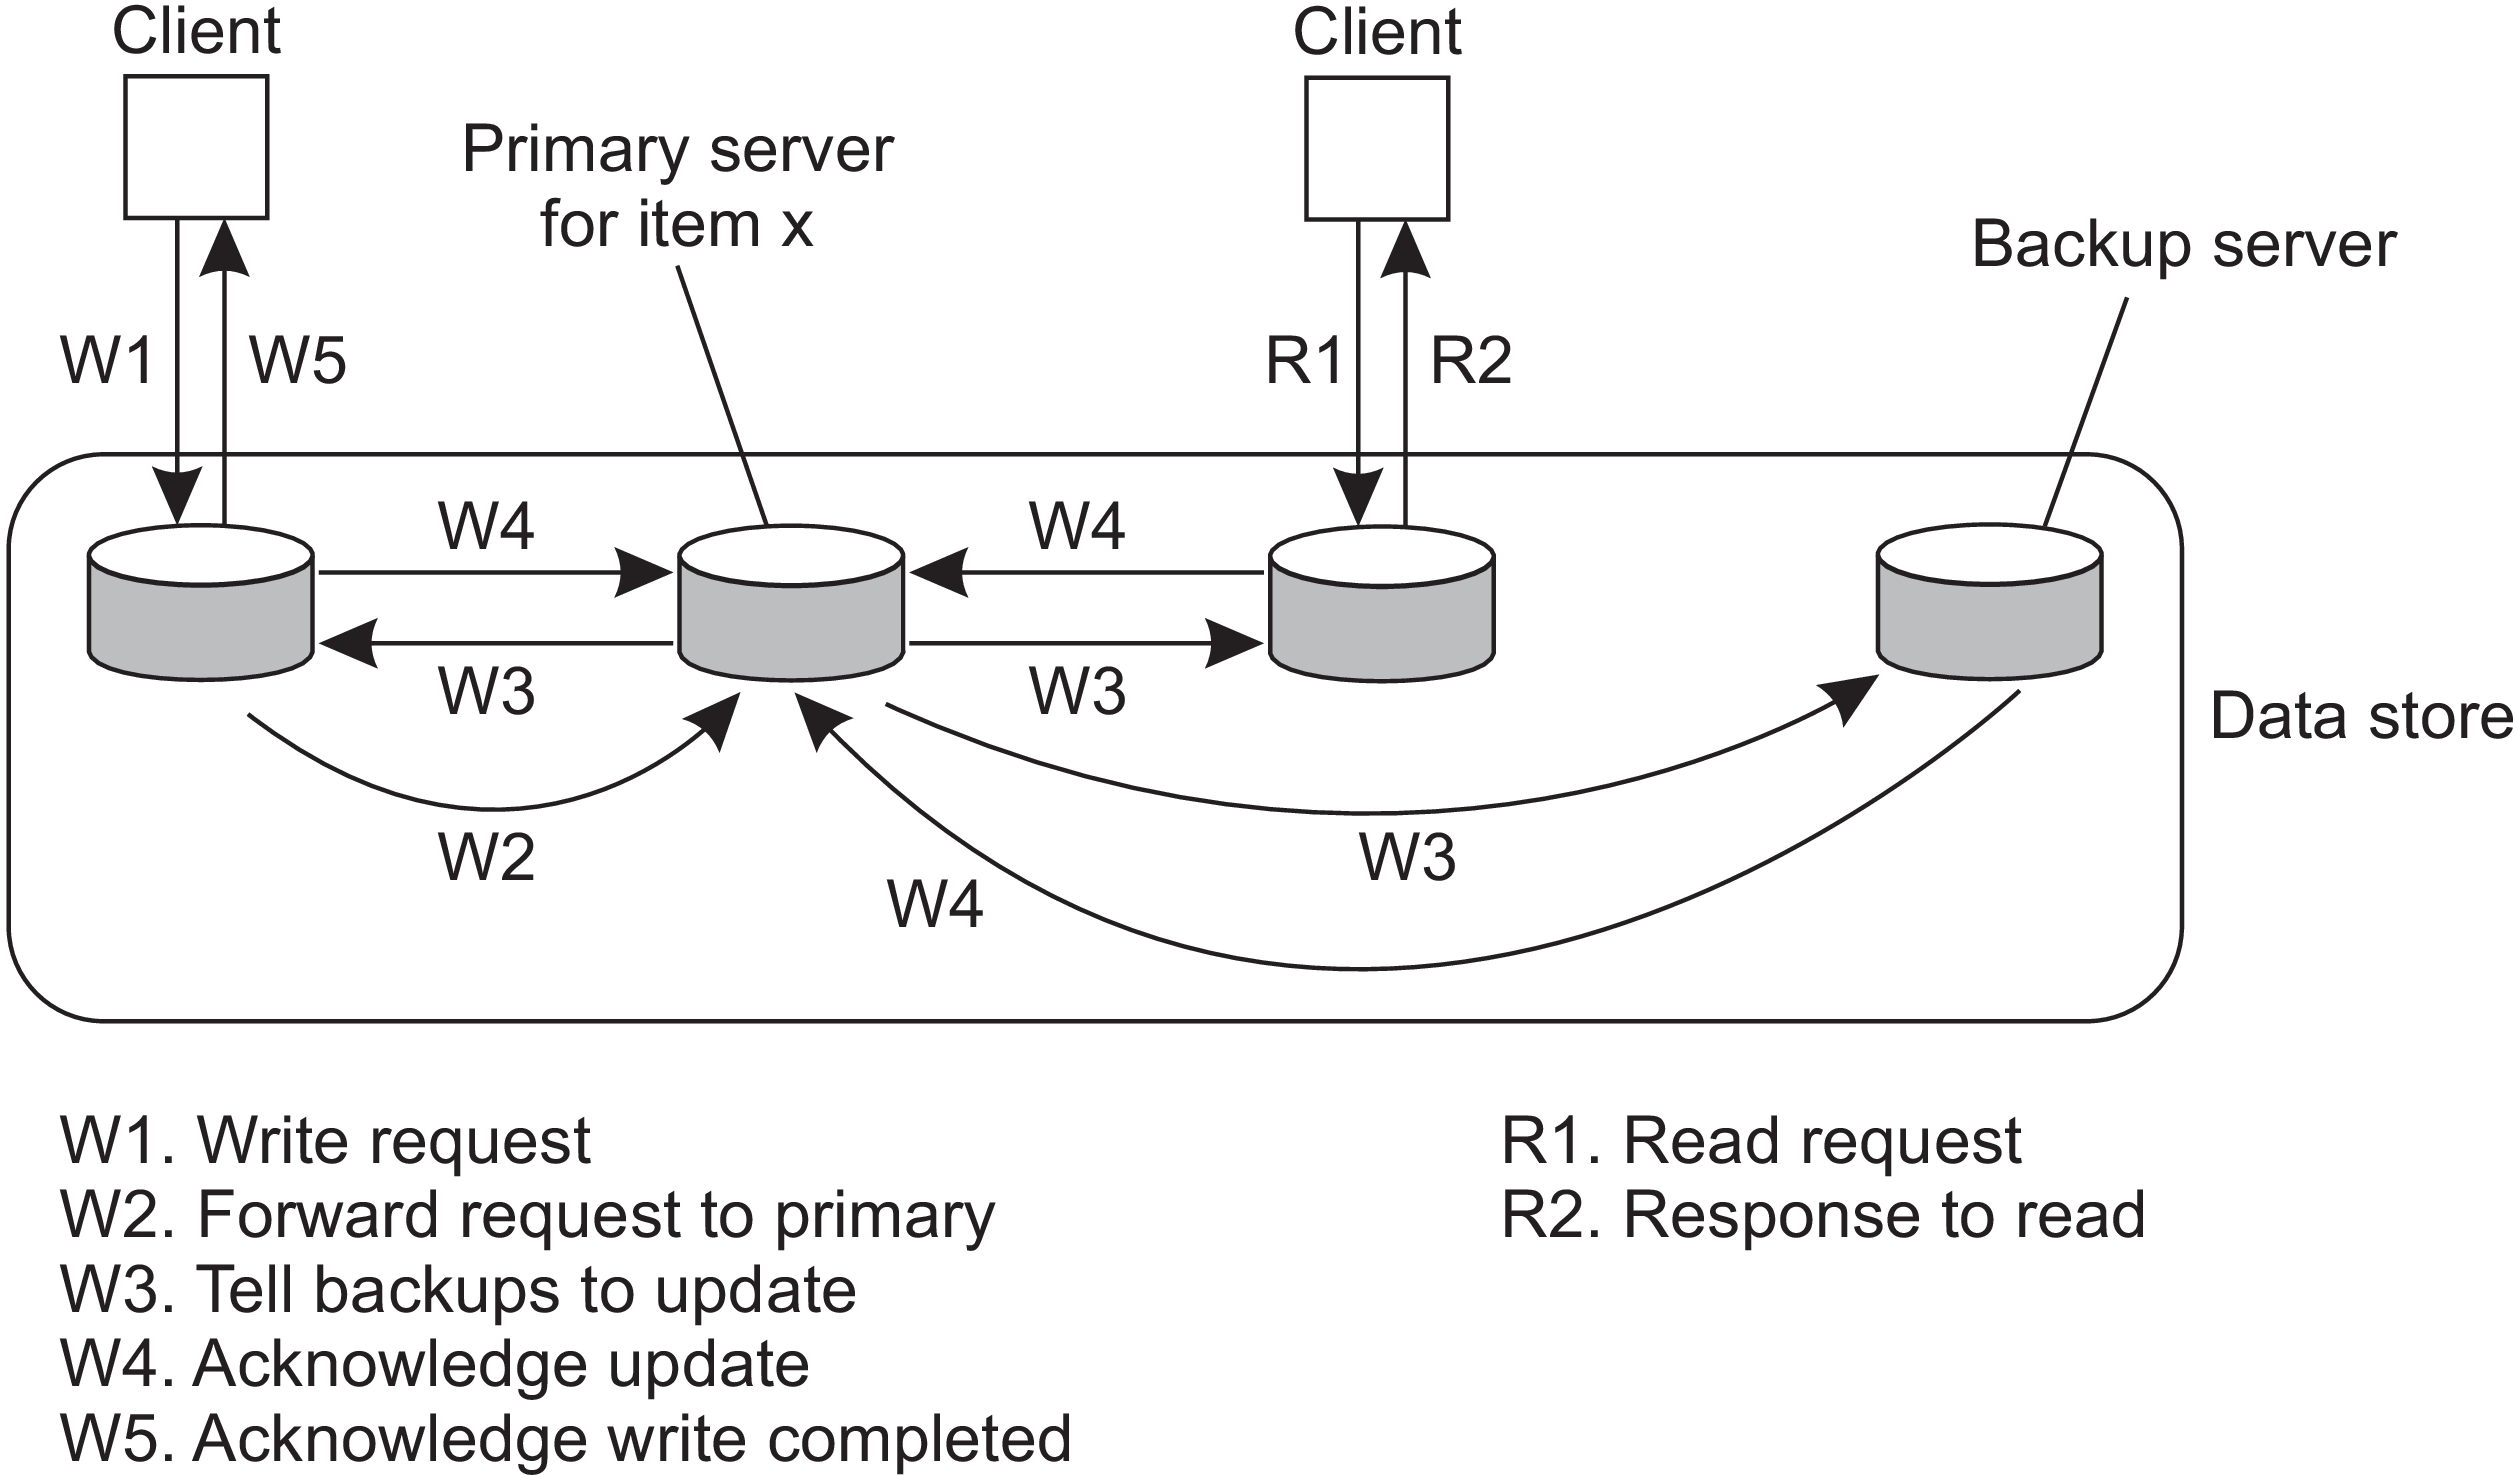 Client
Client
Primary server
for item x
Backup server
W1
W5
R1
R2
W4
W4
W3
W3
Data store
W2
W3
W4
W1. Write request
W2. Forward request to primary
W3. Tell backups to update
W4. Acknowledge update
W5. Acknowledge write completed
R1. Read request
R2. Response to read